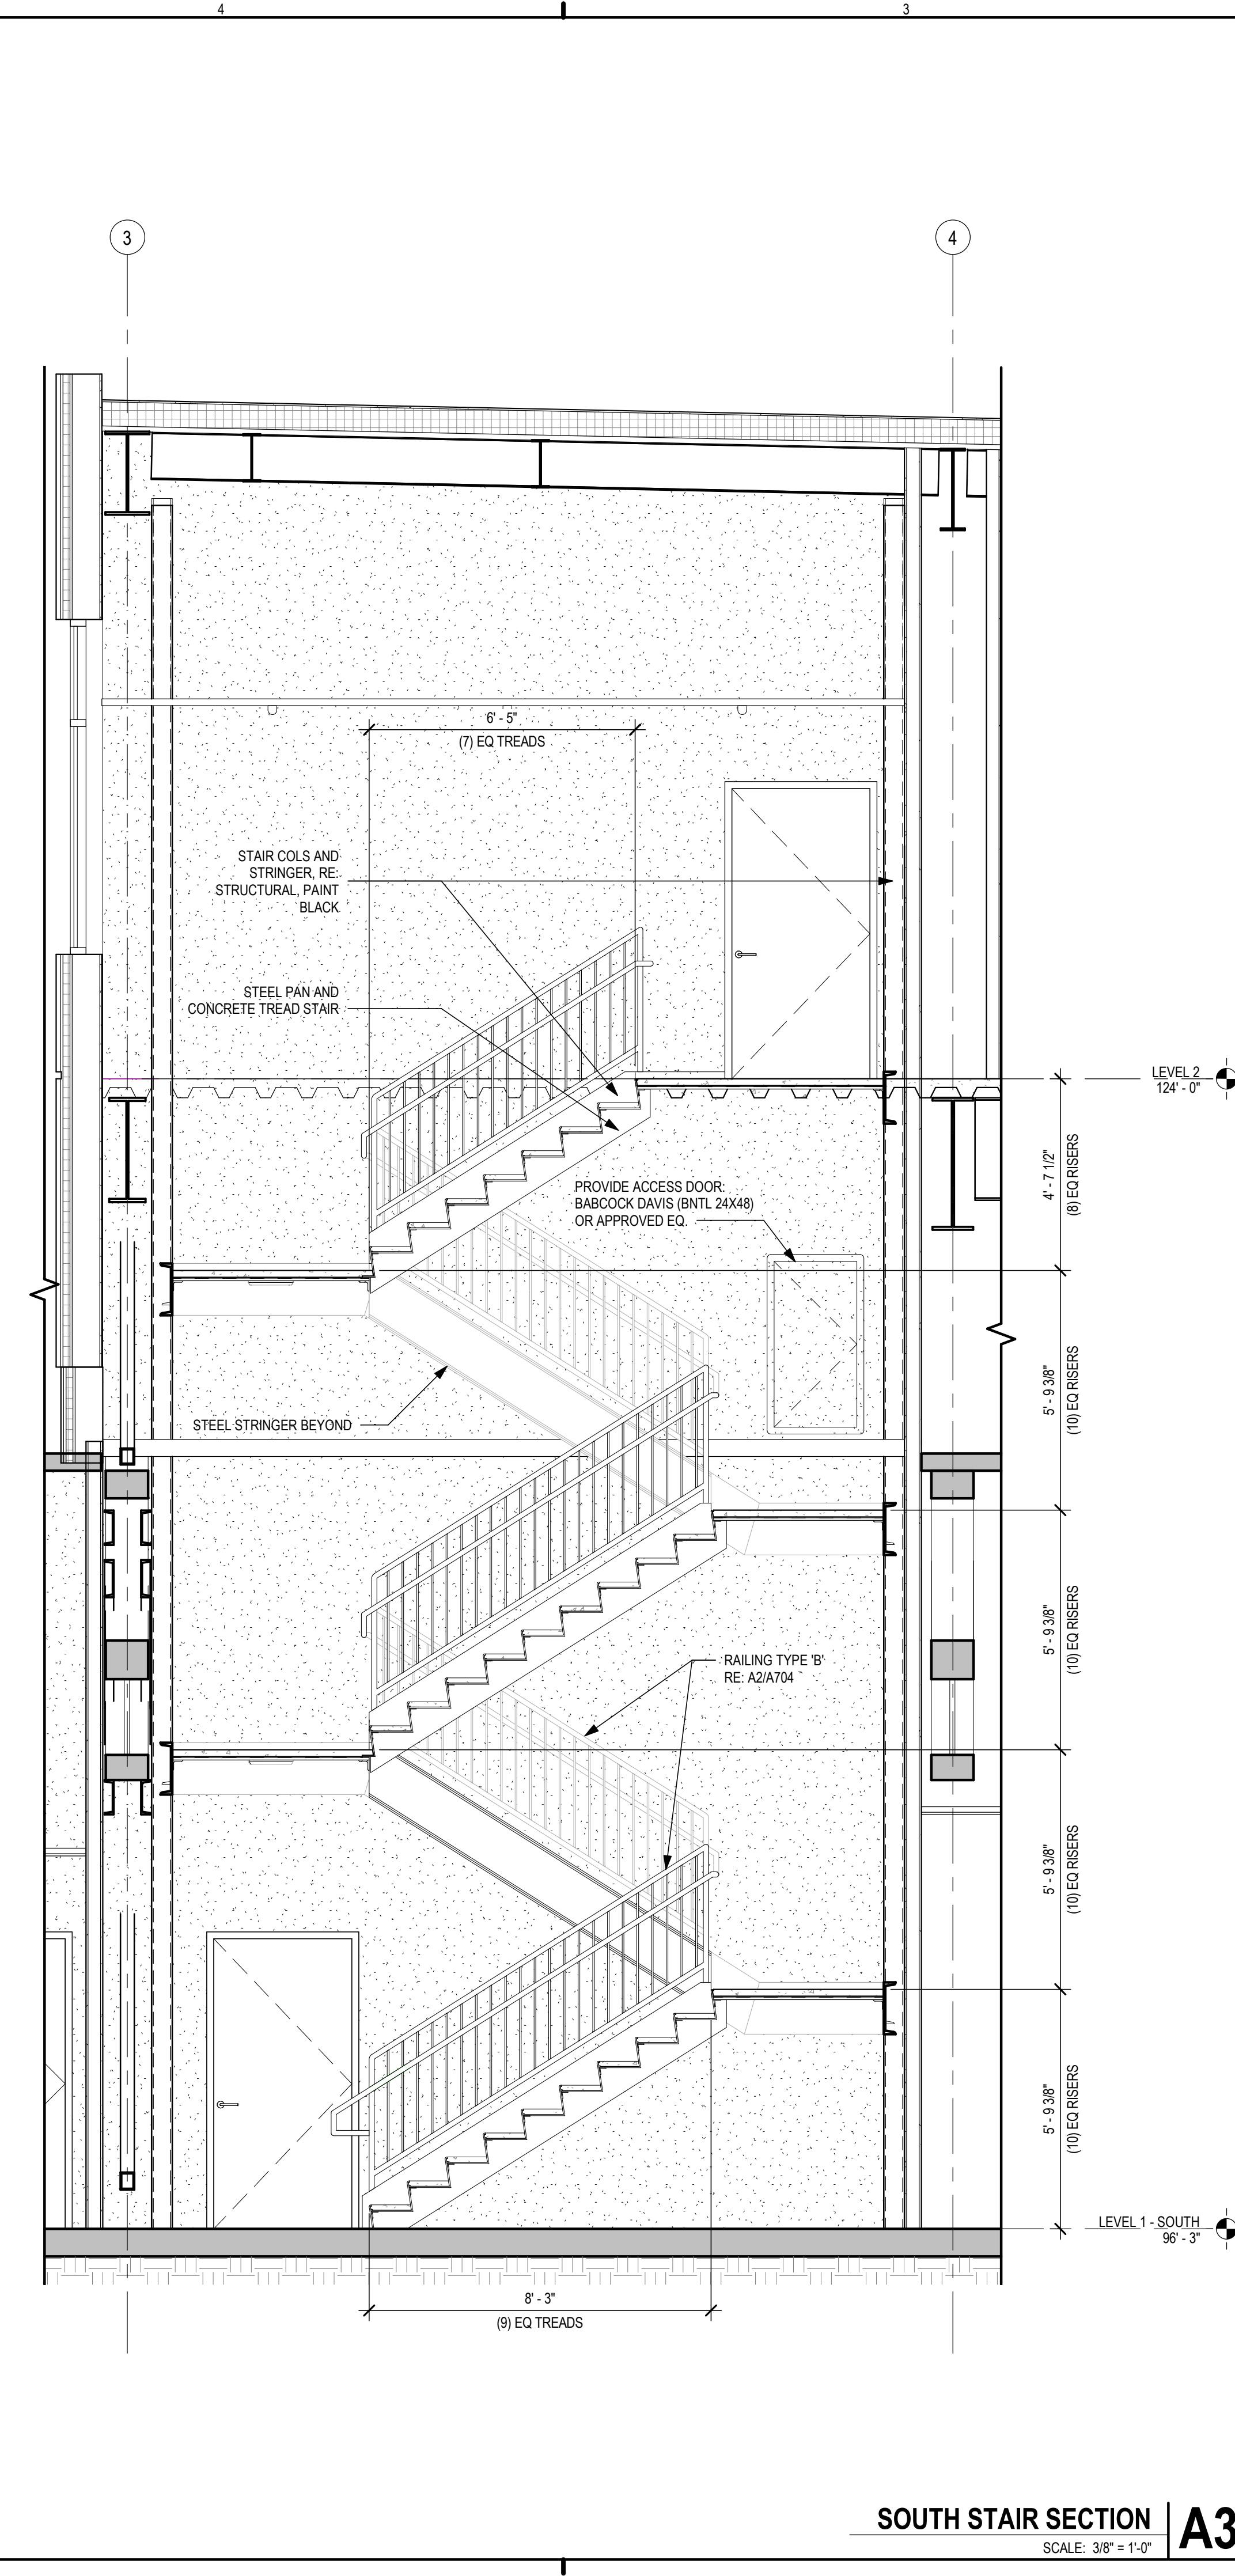 4
3
3
4
6' - 5"
(7) EQ TREADS
STAIR COLS AND
STRINGER, RE:
STRUCTURAL, PAINT
BLACK
STEEL PAN AND
CONCRETE TREAD STAIR
LEVEL 2
124' - 0"
4' - 7 1/2"
(8) EQ RISERS
PROVIDE ACCESS DOOR:
BABCOCK DAVIS (BNTL 24X48)
OR APPROVED EQ.
5' - 9 3/8"
(10) EQ RISERS
STEEL STRINGER BEYOND
5' - 9 3/8"
(10) EQ RISERS
RAILING TYPE 'B'
RE: A2/A704
5' - 9 3/8"
(10) EQ RISERS
5' - 9 3/8"
(10) EQ RISERS
LEVEL 1 - SOUTH
96' - 3"
8' - 3"
(9) EQ TREADS
SOUTH STAIR SECTION
A3
SCALE: 3/8" = 1'-0"